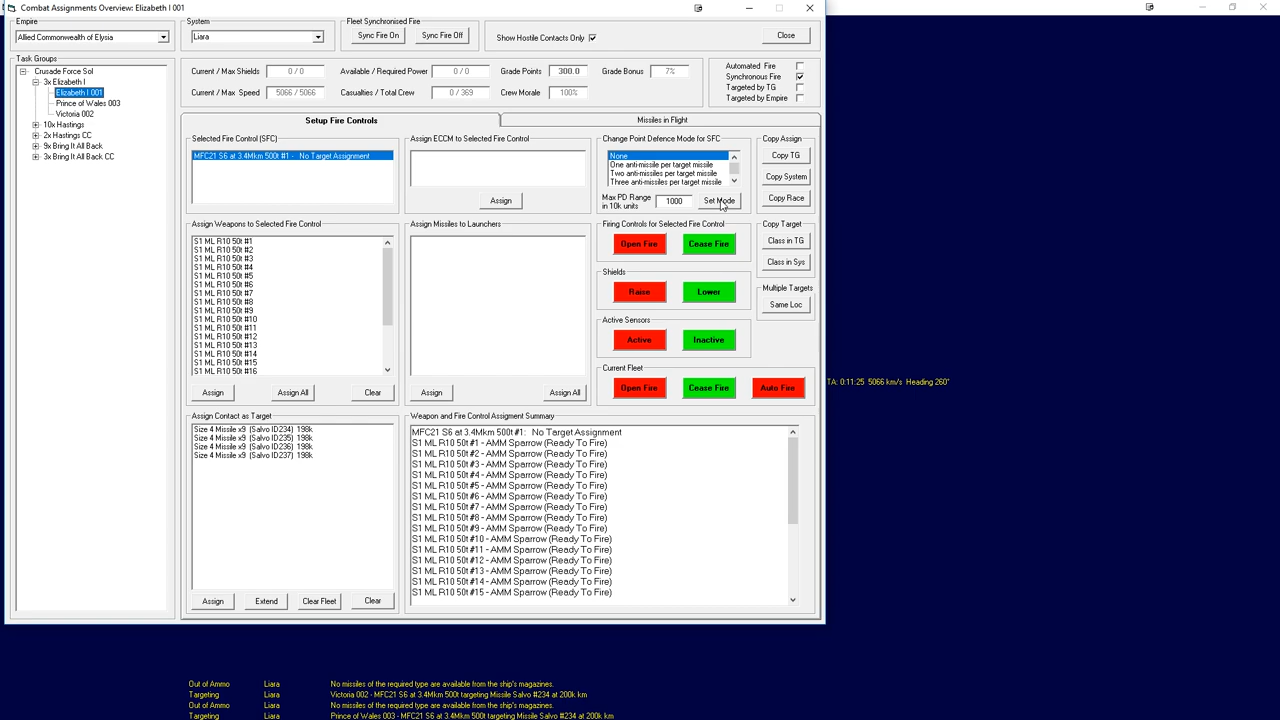 Combat Assignments Overview: Elizabeth I 001
Empire
Allied Commonwealth of Elysia
System
Liara
Fleet Synchronised Fire
Sync Fire On
Sync Fire Off
Show Hostile Contacts Only
Close
Task Groups
Crusade Force Sol
3x Elizabeth I
Elizabeth I 001
Prince of Wales 003
Victoria 002
10x Hastings
2x Hastings CC
9x Bring It All Back
3x Bring It All Back CC
Current / Max Shields
0 / 0
Available / Required Power
0 / 0
Grade Points
300.0
Grade Bonus
7%
Current / Max Speed
5066 / 5066
Casualties / Total Crew
0 / 369
Crew Morale
100%
Automated Fire
Synchronous Fire
Targeted by TG
Targeted by Empire
Setup Fire Controls
Missiles in Flight
Selected Fire Control (SFC)
MFC21 S6 at 3.4Mkm 500t #1 - No Target Assignment
Assign ECCM to Selected Fire Control
Assign
Change Point Defence Mode for SFC
None
One anti-missile per target missile
Two anti-missiles per target missile
Three anti-missiles per target missile
Max PD Range in 10k units
1000
Set Mode
Copy Assign
Copy TG
Copy System
Copy Race
Assign Weapons to Selected Fire Control
S1 ML R10 50t #1
S1 ML R10 50t #2
S1 ML R10 50t #3
S1 ML R10 50t #4
S1 ML R10 50t #5
S1 ML R10 50t #6
S1 ML R10 50t #7
S1 ML R10 50t #8
S1 ML R10 50t #9
S1 ML R10 50t #10
S1 ML R10 50t #11
S1 ML R10 50t #12
S1 ML R10 50t #13
S1 ML R10 50t #14
S1 ML R10 50t #15
S1 ML R10 50t #16
Assign
Assign All
Clear
Assign Missiles to Launchers
Assign
Assign All
Firing Controls for Selected Fire Control
Open Fire
Cease Fire
Shields
Raise
Lower
Active Sensors
Active
Inactive
Current Fleet
Open Fire
Cease Fire
Auto Fire
Copy Target
Class in TG
Class in Sys
Multiple Targets
Same Loc
TA: 0:11:25 5066 km/s Heading 260°
Assign Contact as Target
Size 4 Missile x9 (Salvo ID234) 198k
Size 4 Missile x9 (Salvo ID235) 198k
Size 4 Missile x9 (Salvo ID236) 198k
Size 4 Missile x9 (Salvo ID237) 198k
Assign
Extend
Clear Fleet
Clear
Weapon and Fire Control Assigment Summary
MFC21 S6 at 3.4Mkm 500t #1: No Target Assignment
S1 ML R10 50t #1 - AMM Sparrow (Ready To Fire)
S1 ML R10 50t #2 - AMM Sparrow (Ready To Fire)
S1 ML R10 50t #3 - AMM Sparrow (Ready To Fire)
S1 ML R10 50t #4 - AMM Sparrow (Ready To Fire)
S1 ML R10 50t #5 - AMM Sparrow (Ready To Fire)
S1 ML R10 50t #6 - AMM Sparrow (Ready To Fire)
S1 ML R10 50t #7 - AMM Sparrow (Ready To Fire)
S1 ML R10 50t #8 - AMM Sparrow (Ready To Fire)
S1 ML R10 50t #9 - AMM Sparrow (Ready To Fire)
S1 ML R10 50t #10 - AMM Sparrow (Ready To Fire)
S1 ML R10 50t #11 - AMM Sparrow (Ready To Fire)
S1 ML R10 50t #12 - AMM Sparrow (Ready To Fire)
S1 ML R10 50t #13 - AMM Sparrow (Ready To Fire)
S1 ML R10 50t #14 - AMM Sparrow (Ready To Fire)
S1 ML R10 50t #15 - AMM Sparrow (Ready To Fire)
Out of Ammo Liara No missiles of the required type are available from the ship's magazines.
Targeting Liara Victoria 002 - MFC21 S6 at 3.4Mkm 500t targeting Missile Salvo #234 at 200k km
Out of Ammo Liara No missiles of the required type are available from the ship's magazines.
Targeting Liara Prince of Wales 003 - MFC21 S6 at 3.4Mkm 500t targeting Missile Salvo #234 at 200k km